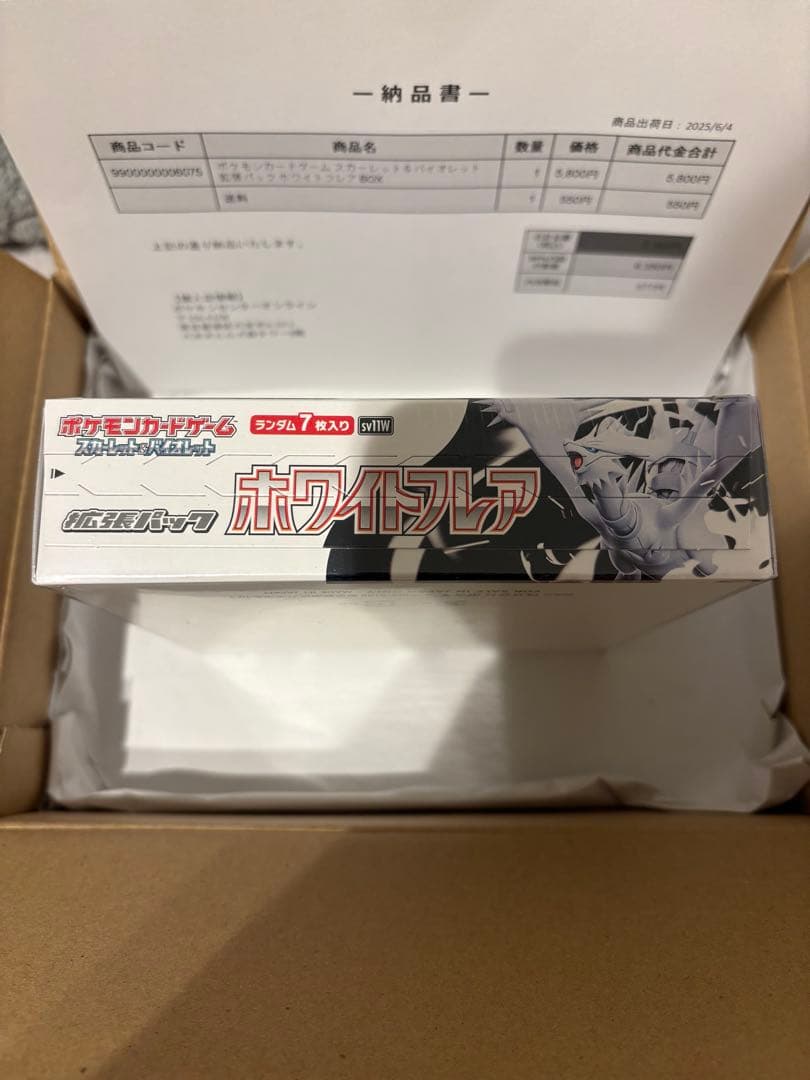 ー納品書ー
商品出荷日：2025/6/4
商品コード 商品名 数量 価格 商品代金合計
9900000006075 ポケモンカードゲーム スカーレット&バイオレット 1 5,800円 5,800円
拡張パック ホワイトフレア BOX
送料 1 550円 550円
上記の通り納品いたします。
ポケモンセンターオンライン
ポケモンカードゲーム
スカーレット&バイオレット
ランダム7枚入り
sv11W
拡張パック
ホワイトフレア